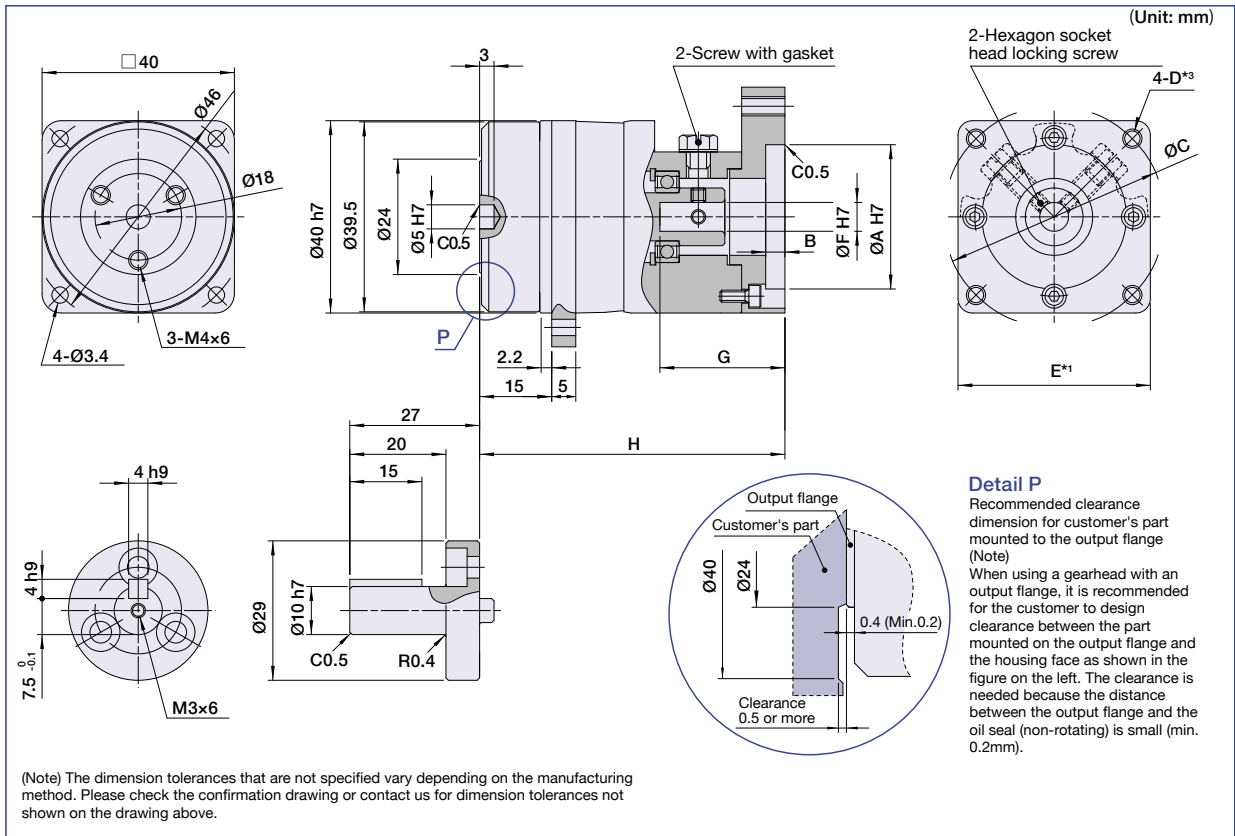 (Unit: mm)
□40
Ø46
Ø18
3-M4×6
4-Ø3.4
3
2-Screw with gasket
Ø40 h7
Ø39.5
Ø24
Ø5 H7
C0.5
P
2.2
15
5
C0.5
B
ØF H7
ØA H7
G
H
2-Hexagon socket
head locking screw
4-D*3
ØC
E*1
4 h9
4 h9
7.5 0 -0.1
M3×6
27
20
15
Ø29
Ø10 h7
C0.5
R0.4
Output flange
Customer's part
Ø40
Ø24
0.4 (Min.0.2)
Clearance
0.5 or more
Detail P
Recommended clearance
dimension for customer's part
mounted to the output flange
(Note)
When using a gearhead with an
output flange, it is recommended
for the customer to design
clearance between the part
mounted on the output flange and
the housing face as shown in the
figure on the left. The clearance is
needed because the distance
between the output flange and the
oil seal (non-rotating) is small (min.
0.2mm).
(Note) The dimension tolerances that are not specified vary depending on the manufacturing
method. Please check the confirmation drawing or contact us for dimension tolerances not
shown on the drawing above.